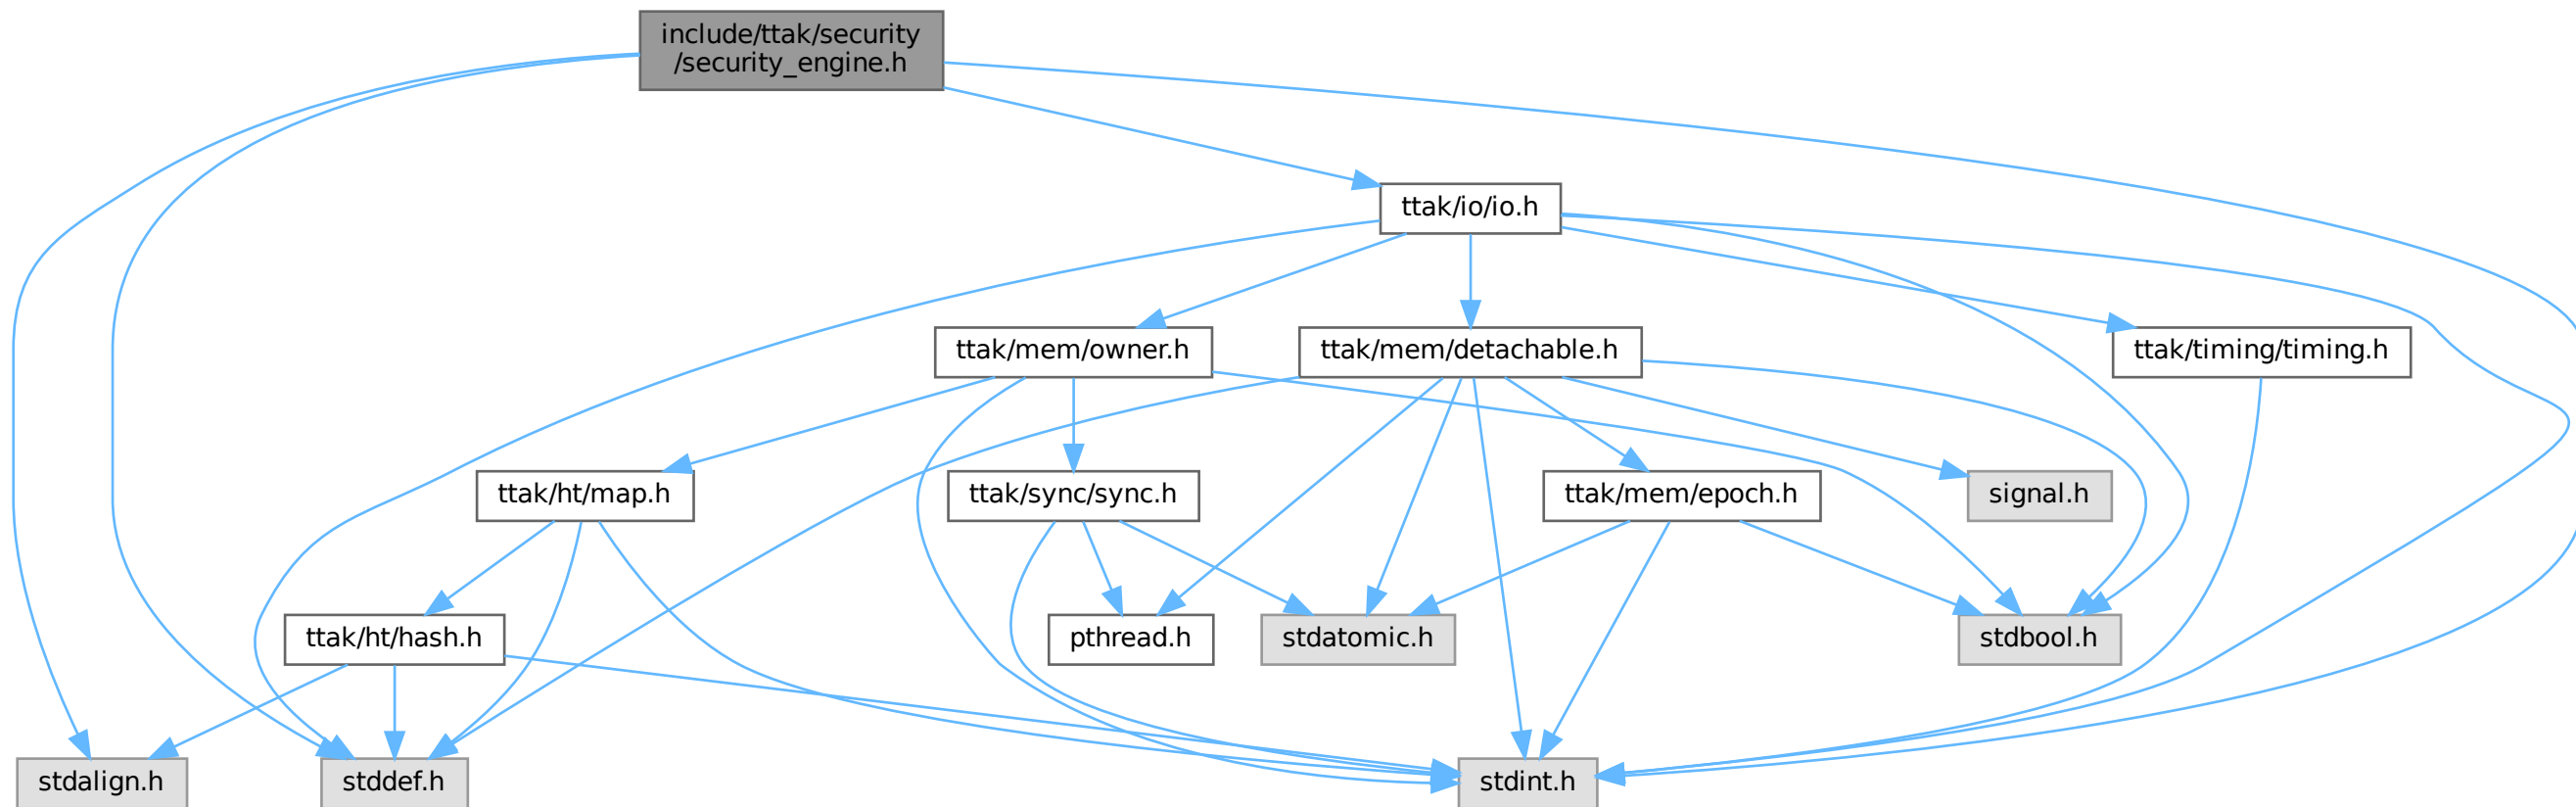 include/ttak/security
/security_engine.h
ttak/io/io.h
ttak/mem/owner.h
ttak/mem/detachable.h
ttak/timing/timing.h
ttak/ht/map.h
ttak/sync/sync.h
ttak/mem/epoch.h
signal.h
ttak/ht/hash.h
pthread.h
stdatomic.h
stdbool.h
stdalign.h
stddef.h
stdint.h